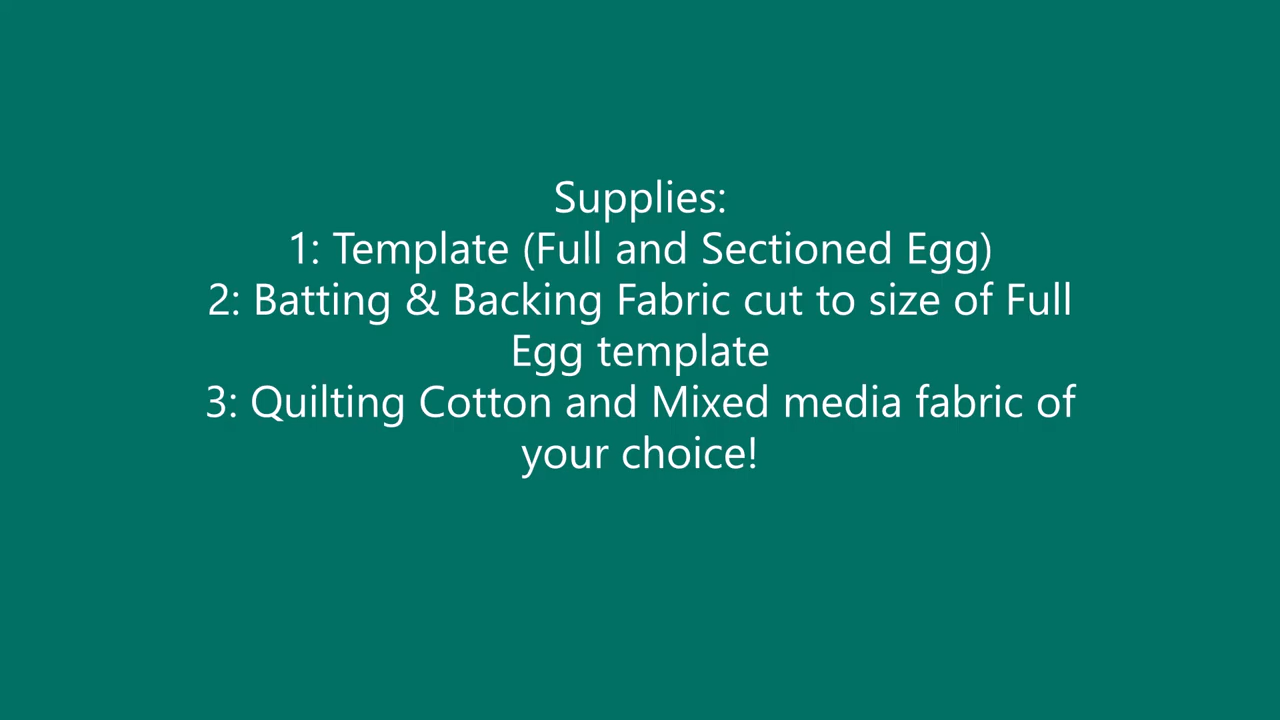 Supplies:
1: Template (Full and Sectioned Egg)
2: Batting & Backing Fabric cut to size of Full
Egg template
3: Quilting Cotton and Mixed media fabric of
your choice!